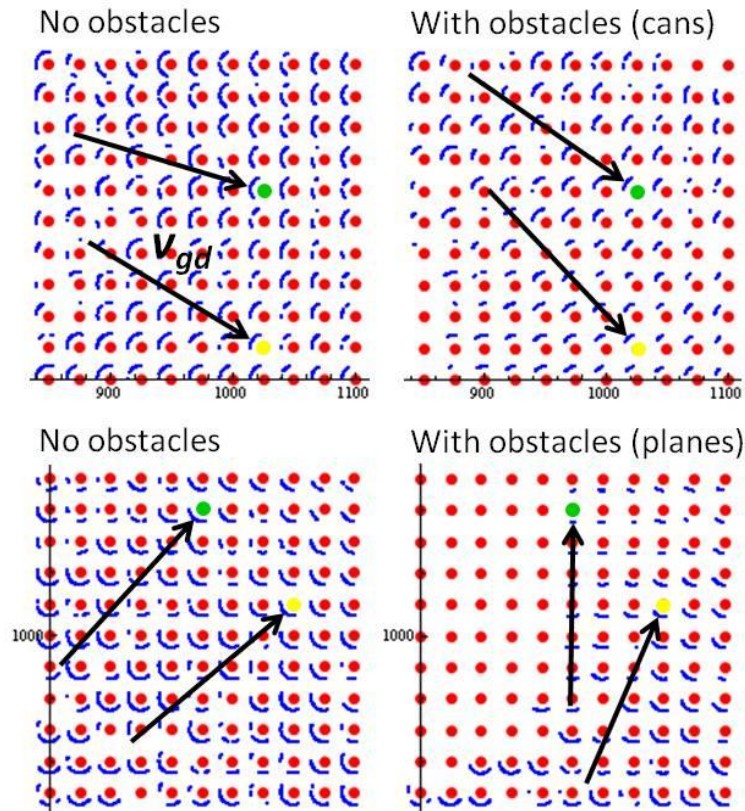 No obstacles
With obstacles (cans)
v_gd
900 1000 1100
900 1000 1100
No obstacles
With obstacles (planes)
1000
1000